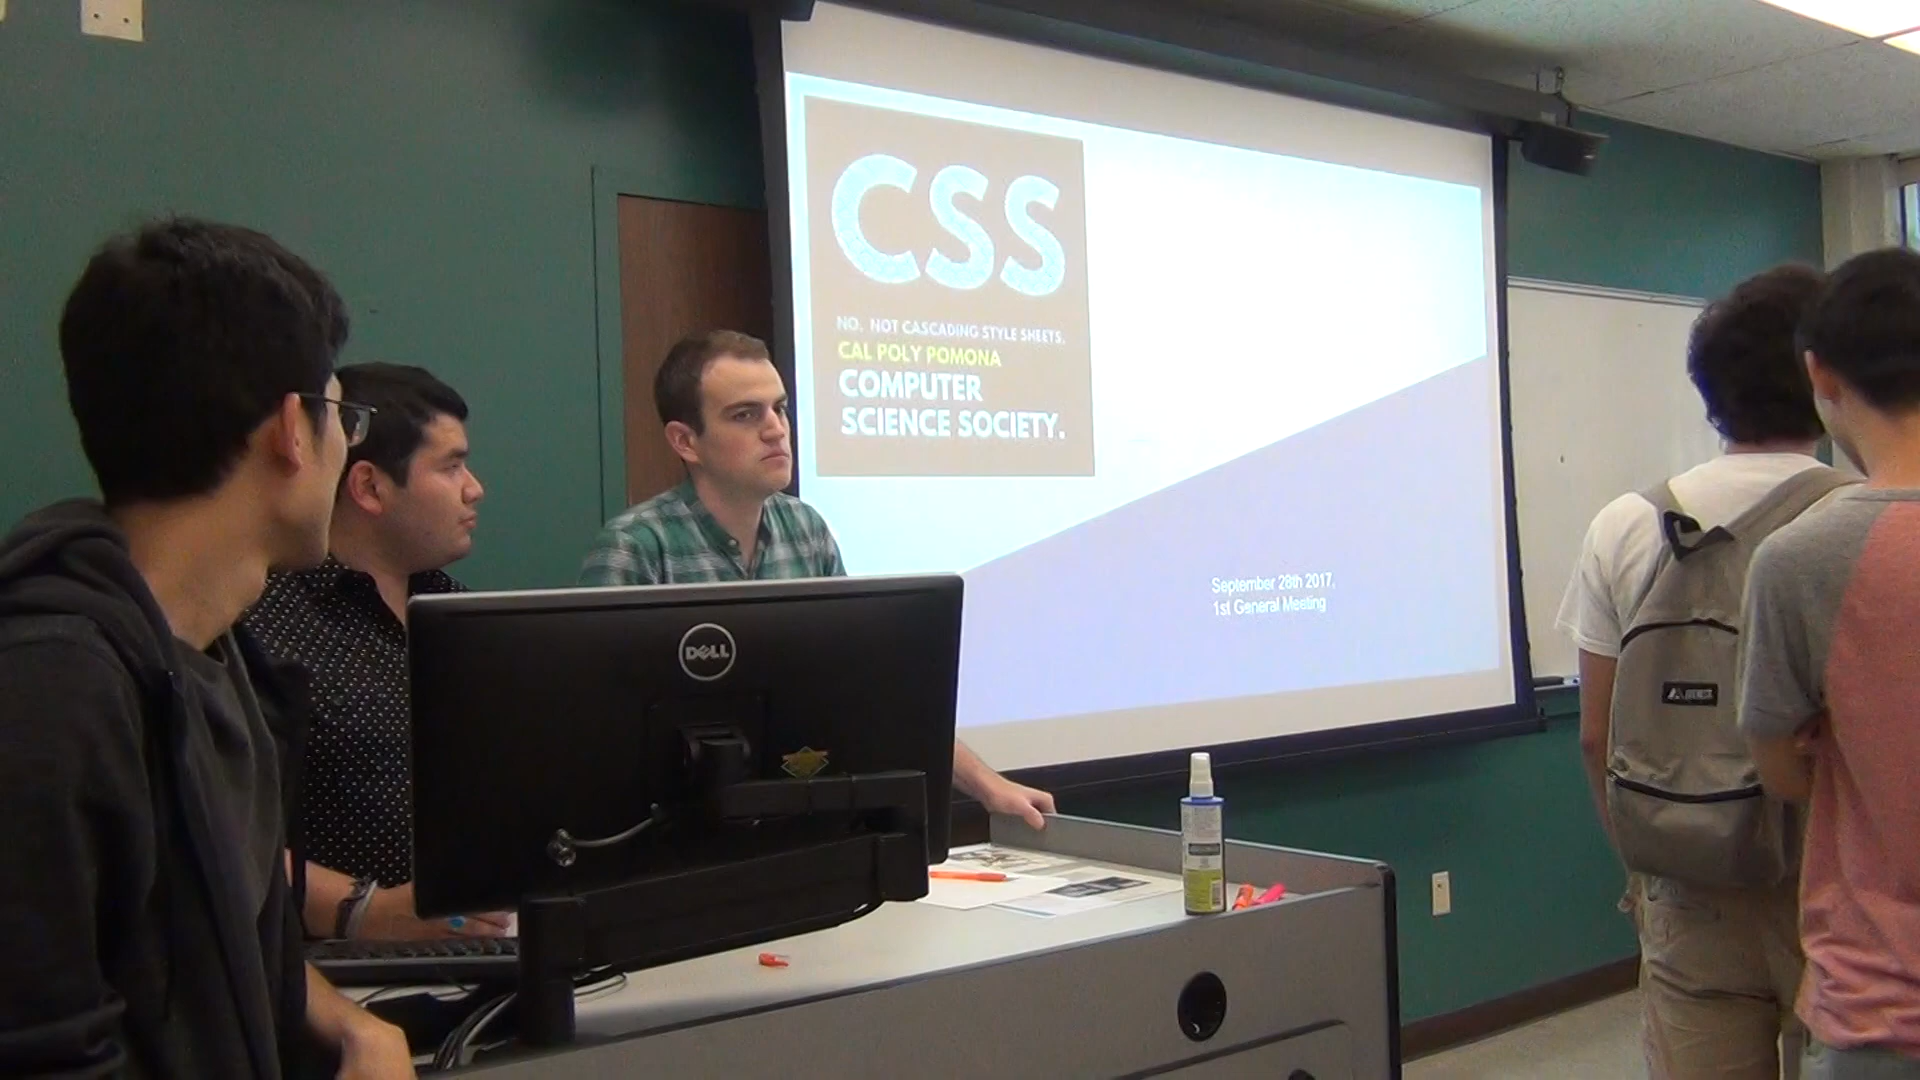 CSS
NO. NOT CASCADING STYLE SHEETS.
CAL POLY POMONA
COMPUTER
SCIENCE SOCIETY.
September 28th 2017,
1st General Meeting
DELL